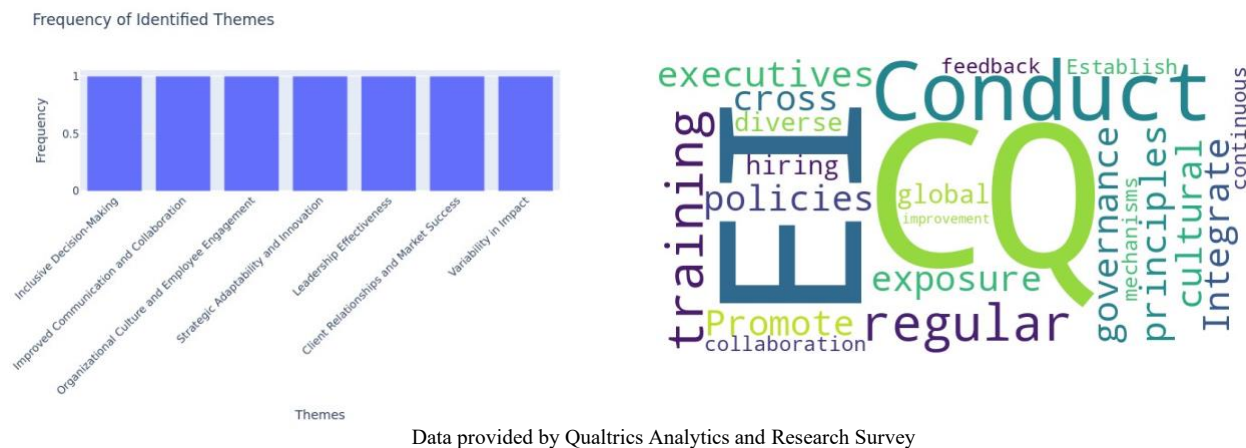 Frequency of Identified Themes
1
0.5
0
Frequency
Inclusive Decision-Making
Improved Communication and Collaboration
Organizational Culture and Employee Engagement
Strategic Adaptability and Innovation
Leadership Effectiveness
Client Relationships and Market Success
Variability in Impact
Themes
executives
feedback
Establish
continuous
cross
Conduct
diverse
training
EI
hiring
policies
CQ
global
improvement
governance
mechanisms
principles
cultural
Integrate
exposure
Promote
regular
collaboration
Data provided by Qualtrics Analytics and Research Survey